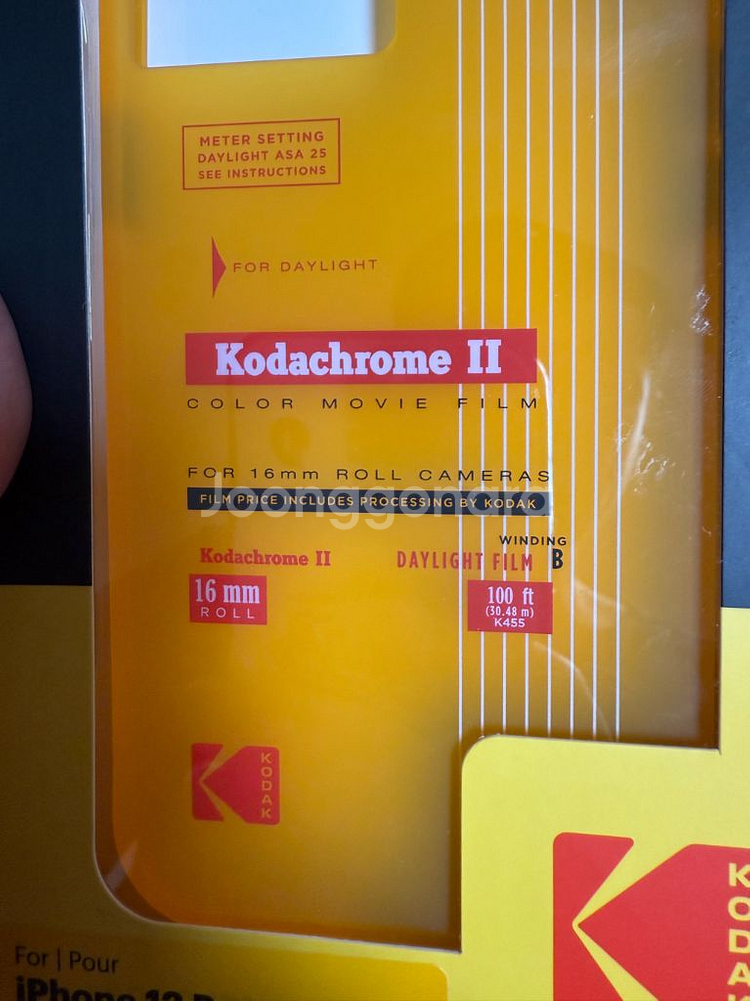 METER SETTING
DAYLIGHT ASA 25
SEE INSTRUCTIONS
FOR DAYLIGHT
Kodachrome II
COLOR MOVIE FILM
FOR 16mm ROLL CAMERAS
FILM PRICE INCLUDES PROCESSING BY KODAK
Joonggonara
WINDING
Kodachrome II DAYLIGHT FILM B
16 mm
ROLL
100 ft
(30.48 m)
K455
KODAK
KODA
For | Pour
iPhone